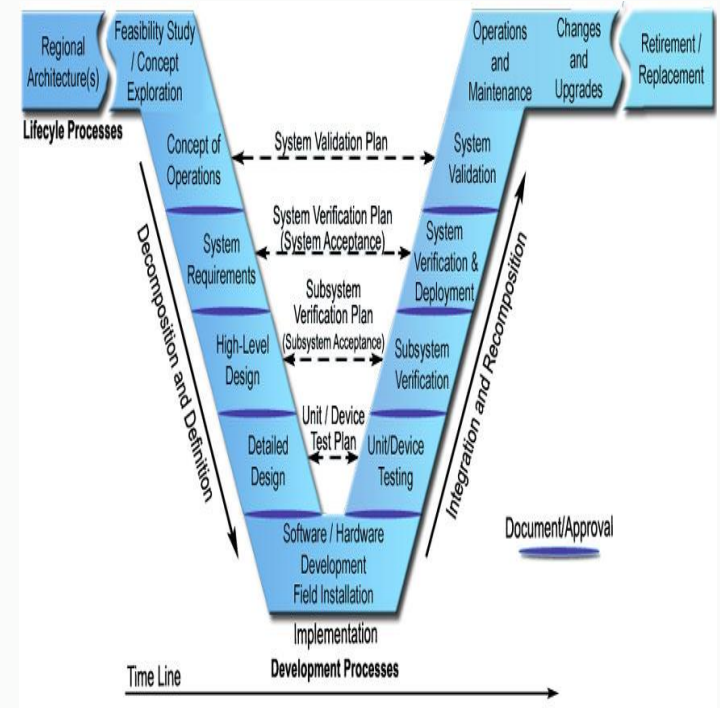 Regional
Architecture(s)
Feasibility Study
/ Concept
Exploration
Operations
and
Maintenance
Changes
and
Upgrades
Retirement /
Replacement
Lifecyle Processes
Concept of
Operations
System Validation Plan
System
Validation
System
Requirements
System Verification Plan
(System Acceptance)
System
Verification &
Deployment
High-Level
Design
Subsystem
Verification Plan
(Subsystem Acceptance)
Subsystem
Verification
Detailed
Design
Unit / Device
Test Plan
Unit/Device
Testing
Decomposition and Definition
Integration and Recomposition
Software / Hardware
Development
Field Installation
Document/Approval
Implementation
Development Processes
Time Line